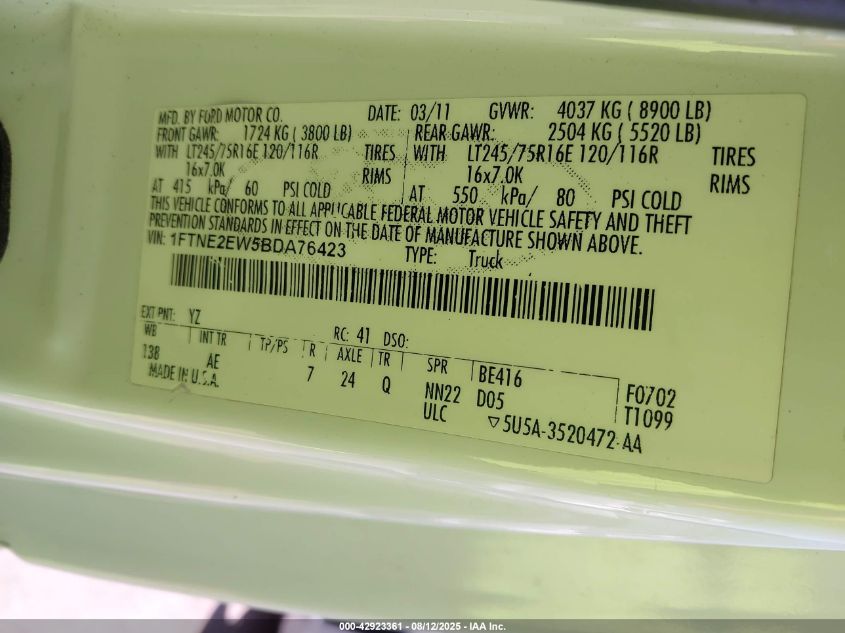 MFD. BY FORD MOTOR CO. DATE: 03/11 GVWR: 4037 KG ( 8900 LB)
FRONT GAWR: 1724 KG ( 3800 LB) REAR GAWR: 2504 KG ( 5520 LB)
WITH LT245/75R16E 120/116R TIRES WITH LT245/75R16E 120/116R TIRES
16x7.0K RIMS 16x7.0K RIMS
AT 415 kPa/ 60 PSI COLD AT 550 kPa/ 80 PSI COLD
THIS VEHICLE CONFORMS TO ALL APPLICABLE FEDERAL MOTOR VEHICLE SAFETY AND THEFT
PREVENTION STANDARDS IN EFFECT ON THE DATE OF MANUFACTURE SHOWN ABOVE.
VIN: 1FTNE2EW5BDA76423 TYPE: Truck
EXT PNT: YZ RC: 41 DSO:
WB INT TR TP/PS R AXLE TR SPR BE416 F0702
138 AE 7 24 Q NN22 D05 T1099
MADE IN U.S.A. ULC ▽5U5A-3520472-AA
000-42923361 - 08/12/2025 - IAA Inc.